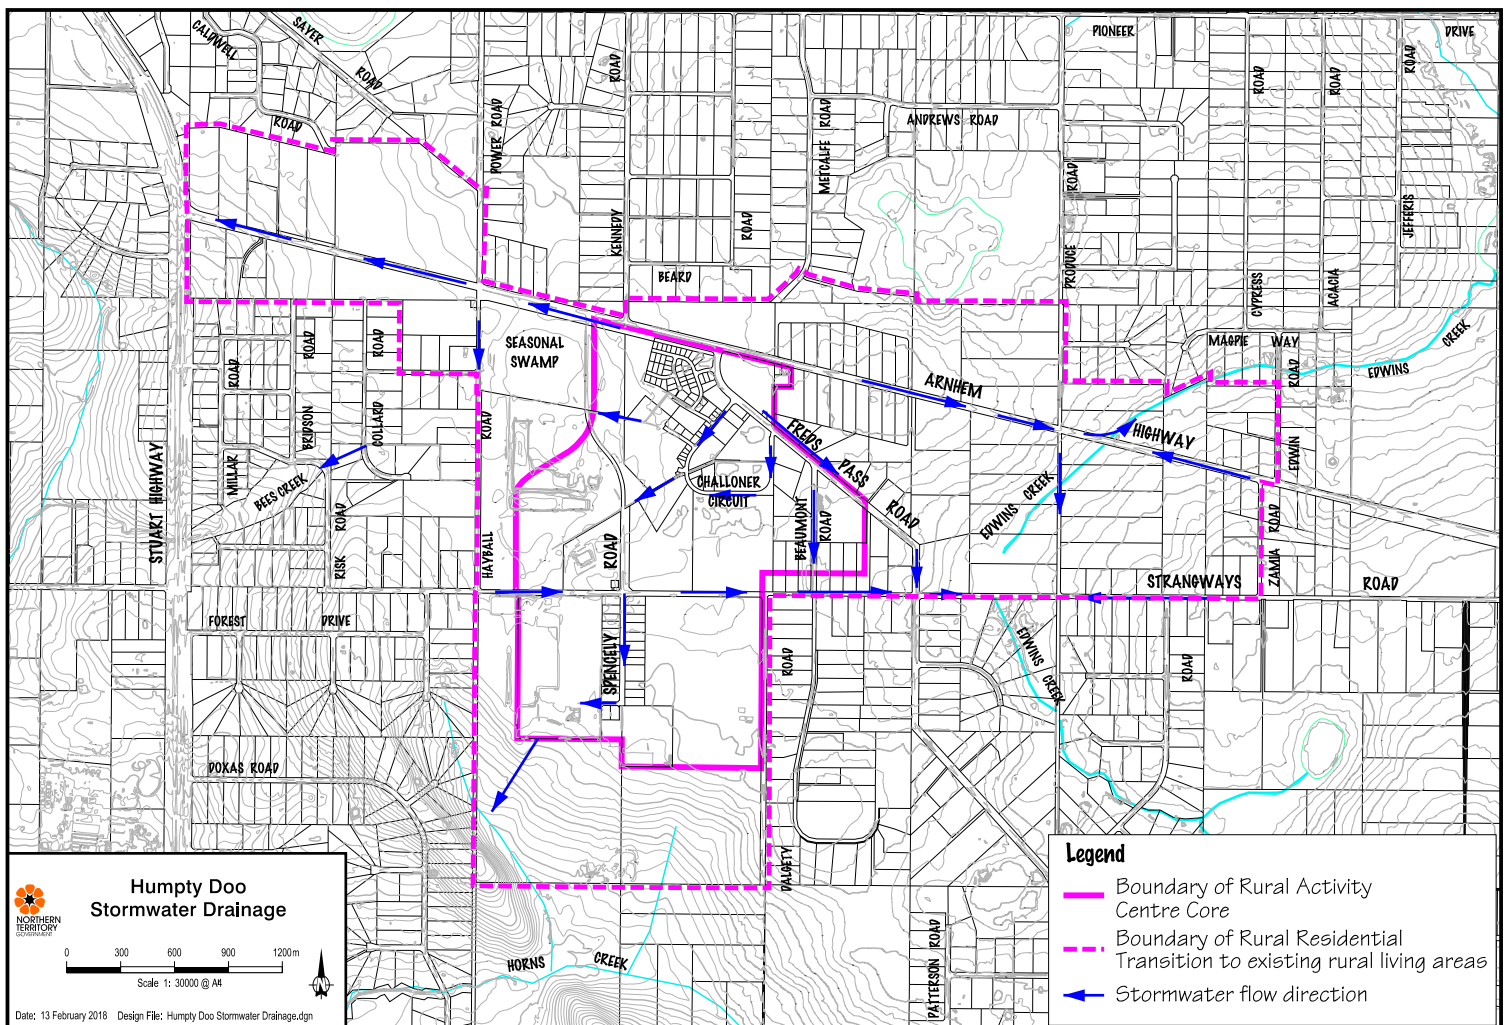 CALDWELL
SAYER
ROAD
ROAD
POWER ROAD
ROAD
KENNEDY
ROAD
METCALFE ROAD
ANDREWS ROAD
PIONEER
DRIVE
ROAD
ROAD
ROAD
ROAD
PRODUCE
JEFFERIS
CYPRESS
ACACIA
BEARD
MAGPIE WAY
ROAD
EDWINS CREEK
SEASONAL
SWAMP
ARNHEM
HIGHWAY
ROAD
ROAD
ROAD
BRIDSON
COLLARD
MILLAR
BEES CREEK
STUART HIGHWAY
ROAD
RISK
ROAD
HAYBALL
FREDS
PASS
ROAD
CHALLONER
CIRCUIT
BEAUMONT
ROAD
ROAD
SPENCELY
EDWINS CREEK
EDWIN
ROAD
ZAMIA
STRANGWAYS
ROAD
FOREST DRIVE
DOXAS ROAD
ROAD
DALGETY
EDWINS CREEK
ROAD
PATTERSON ROAD
HORNS CREEK
Humpty Doo
Stormwater Drainage
NORTHERN
TERRITORY
GOVERNMENT
0 300 600 900 1200m
Scale 1: 30000 @ A4
Date: 13 February 2018 Design File: Humpty Doo Stormwater Drainage.dgn
Legend
Boundary of Rural Activity
Centre Core
Boundary of Rural Residential
Transition to existing rural living areas
Stormwater flow direction